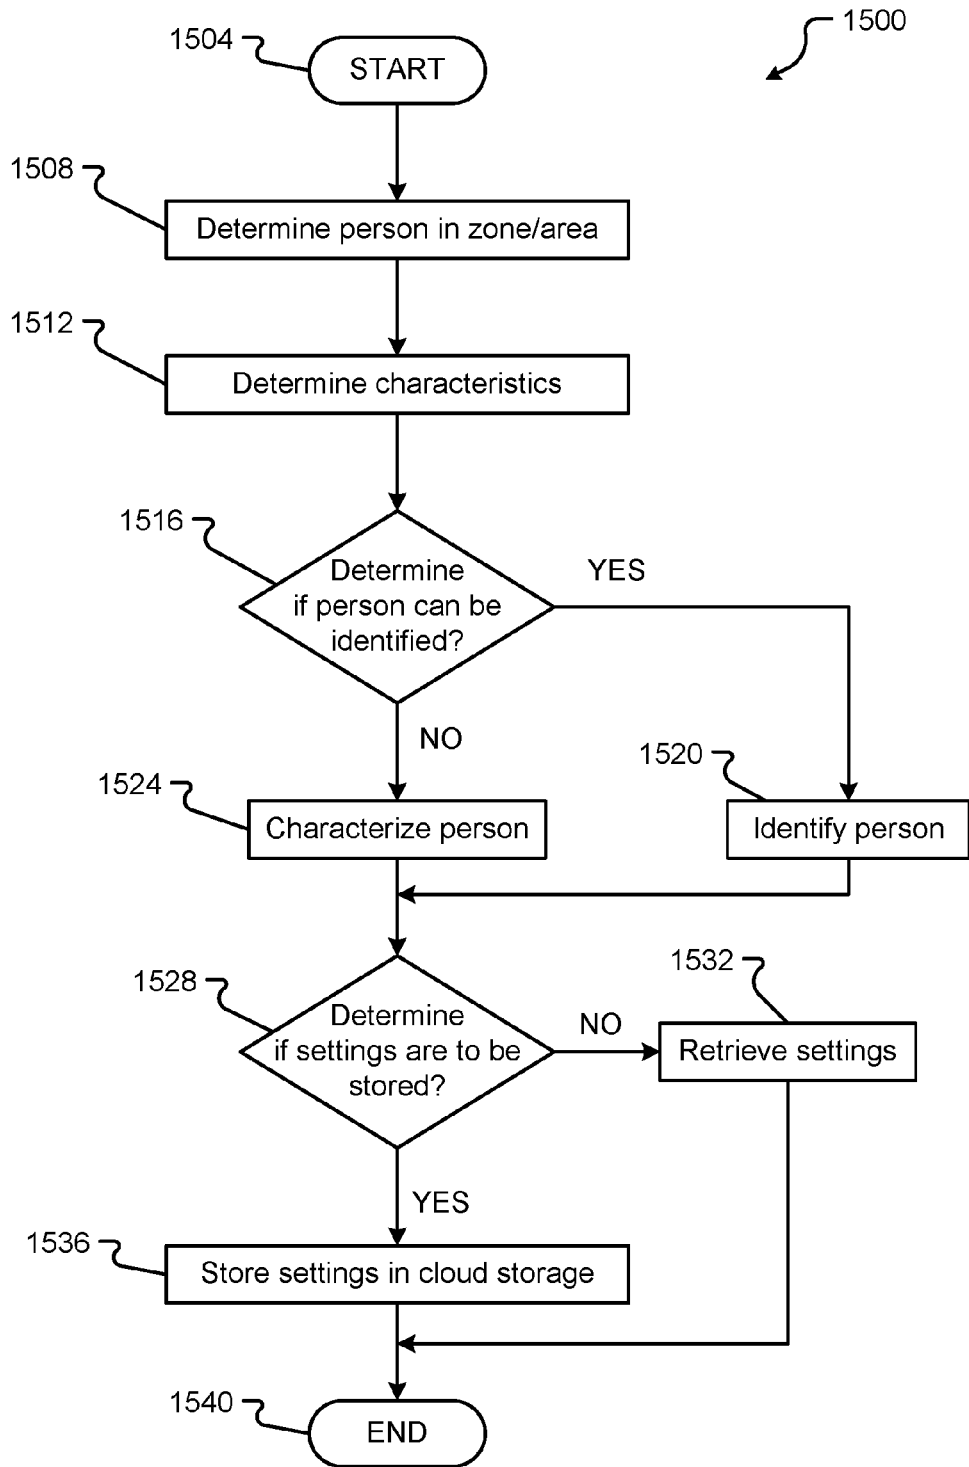 1500
1504
START
1508
Determine person in zone/area
1512
Determine characteristics
1516
Determine
if person can be
identified?
YES
NO
1520
1524
Characterize person
Identify person
1528
1532
Determine
if settings are to be
stored?
NO
Retrieve settings
YES
1536
Store settings in cloud storage
1540
END